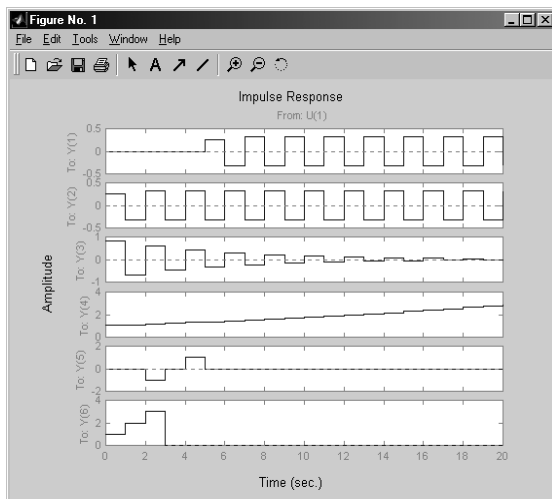 Figure No. 1
File Edit Tools Window Help
A
Impulse Response
From: U(1)
Amplitude
To: Y(1)
0.5
0
-0.5
To: Y(2)
0.5
0
-0.5
To: Y(3)
1
0
-1
To: Y(4)
4
2
0
To: Y(5)
2
0
-2
To: Y(6)
4
2
0
0 2 4 6 8 10 12 14 16 18 20
Time (sec.)